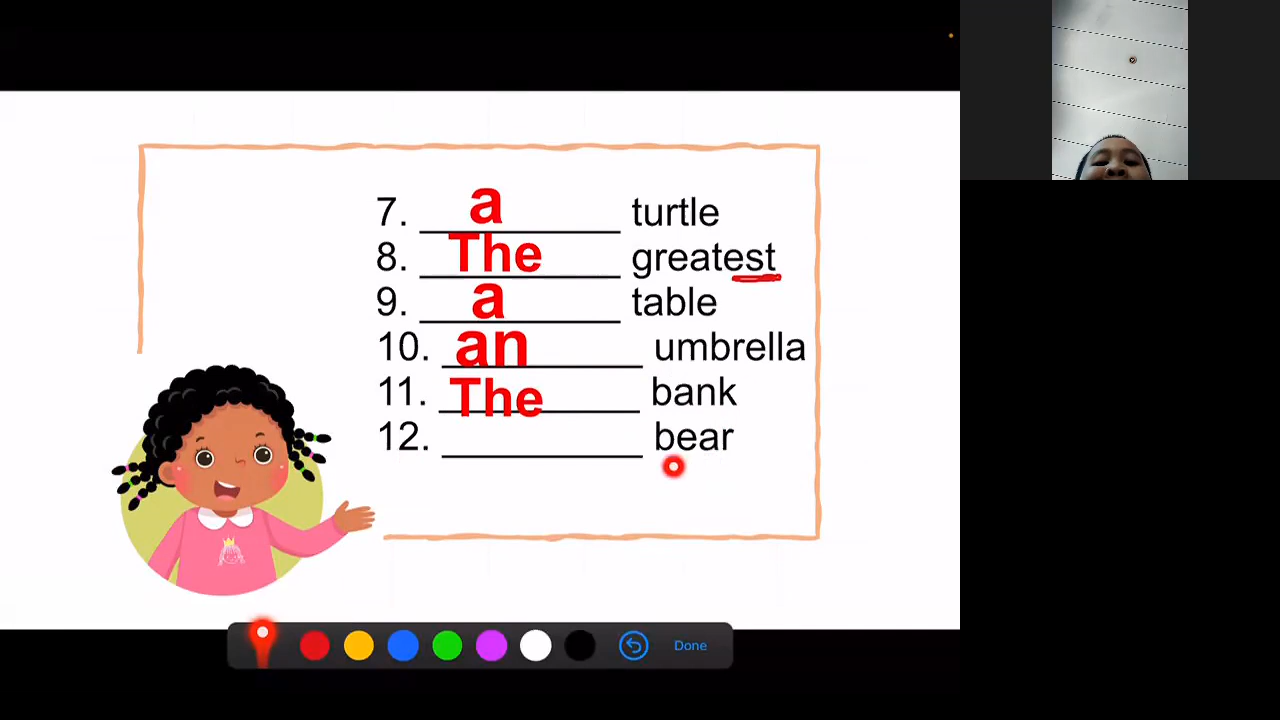 7. a turtle
8. The greatest
9. a table
10. an umbrella
11. The bank
12. bear
Done